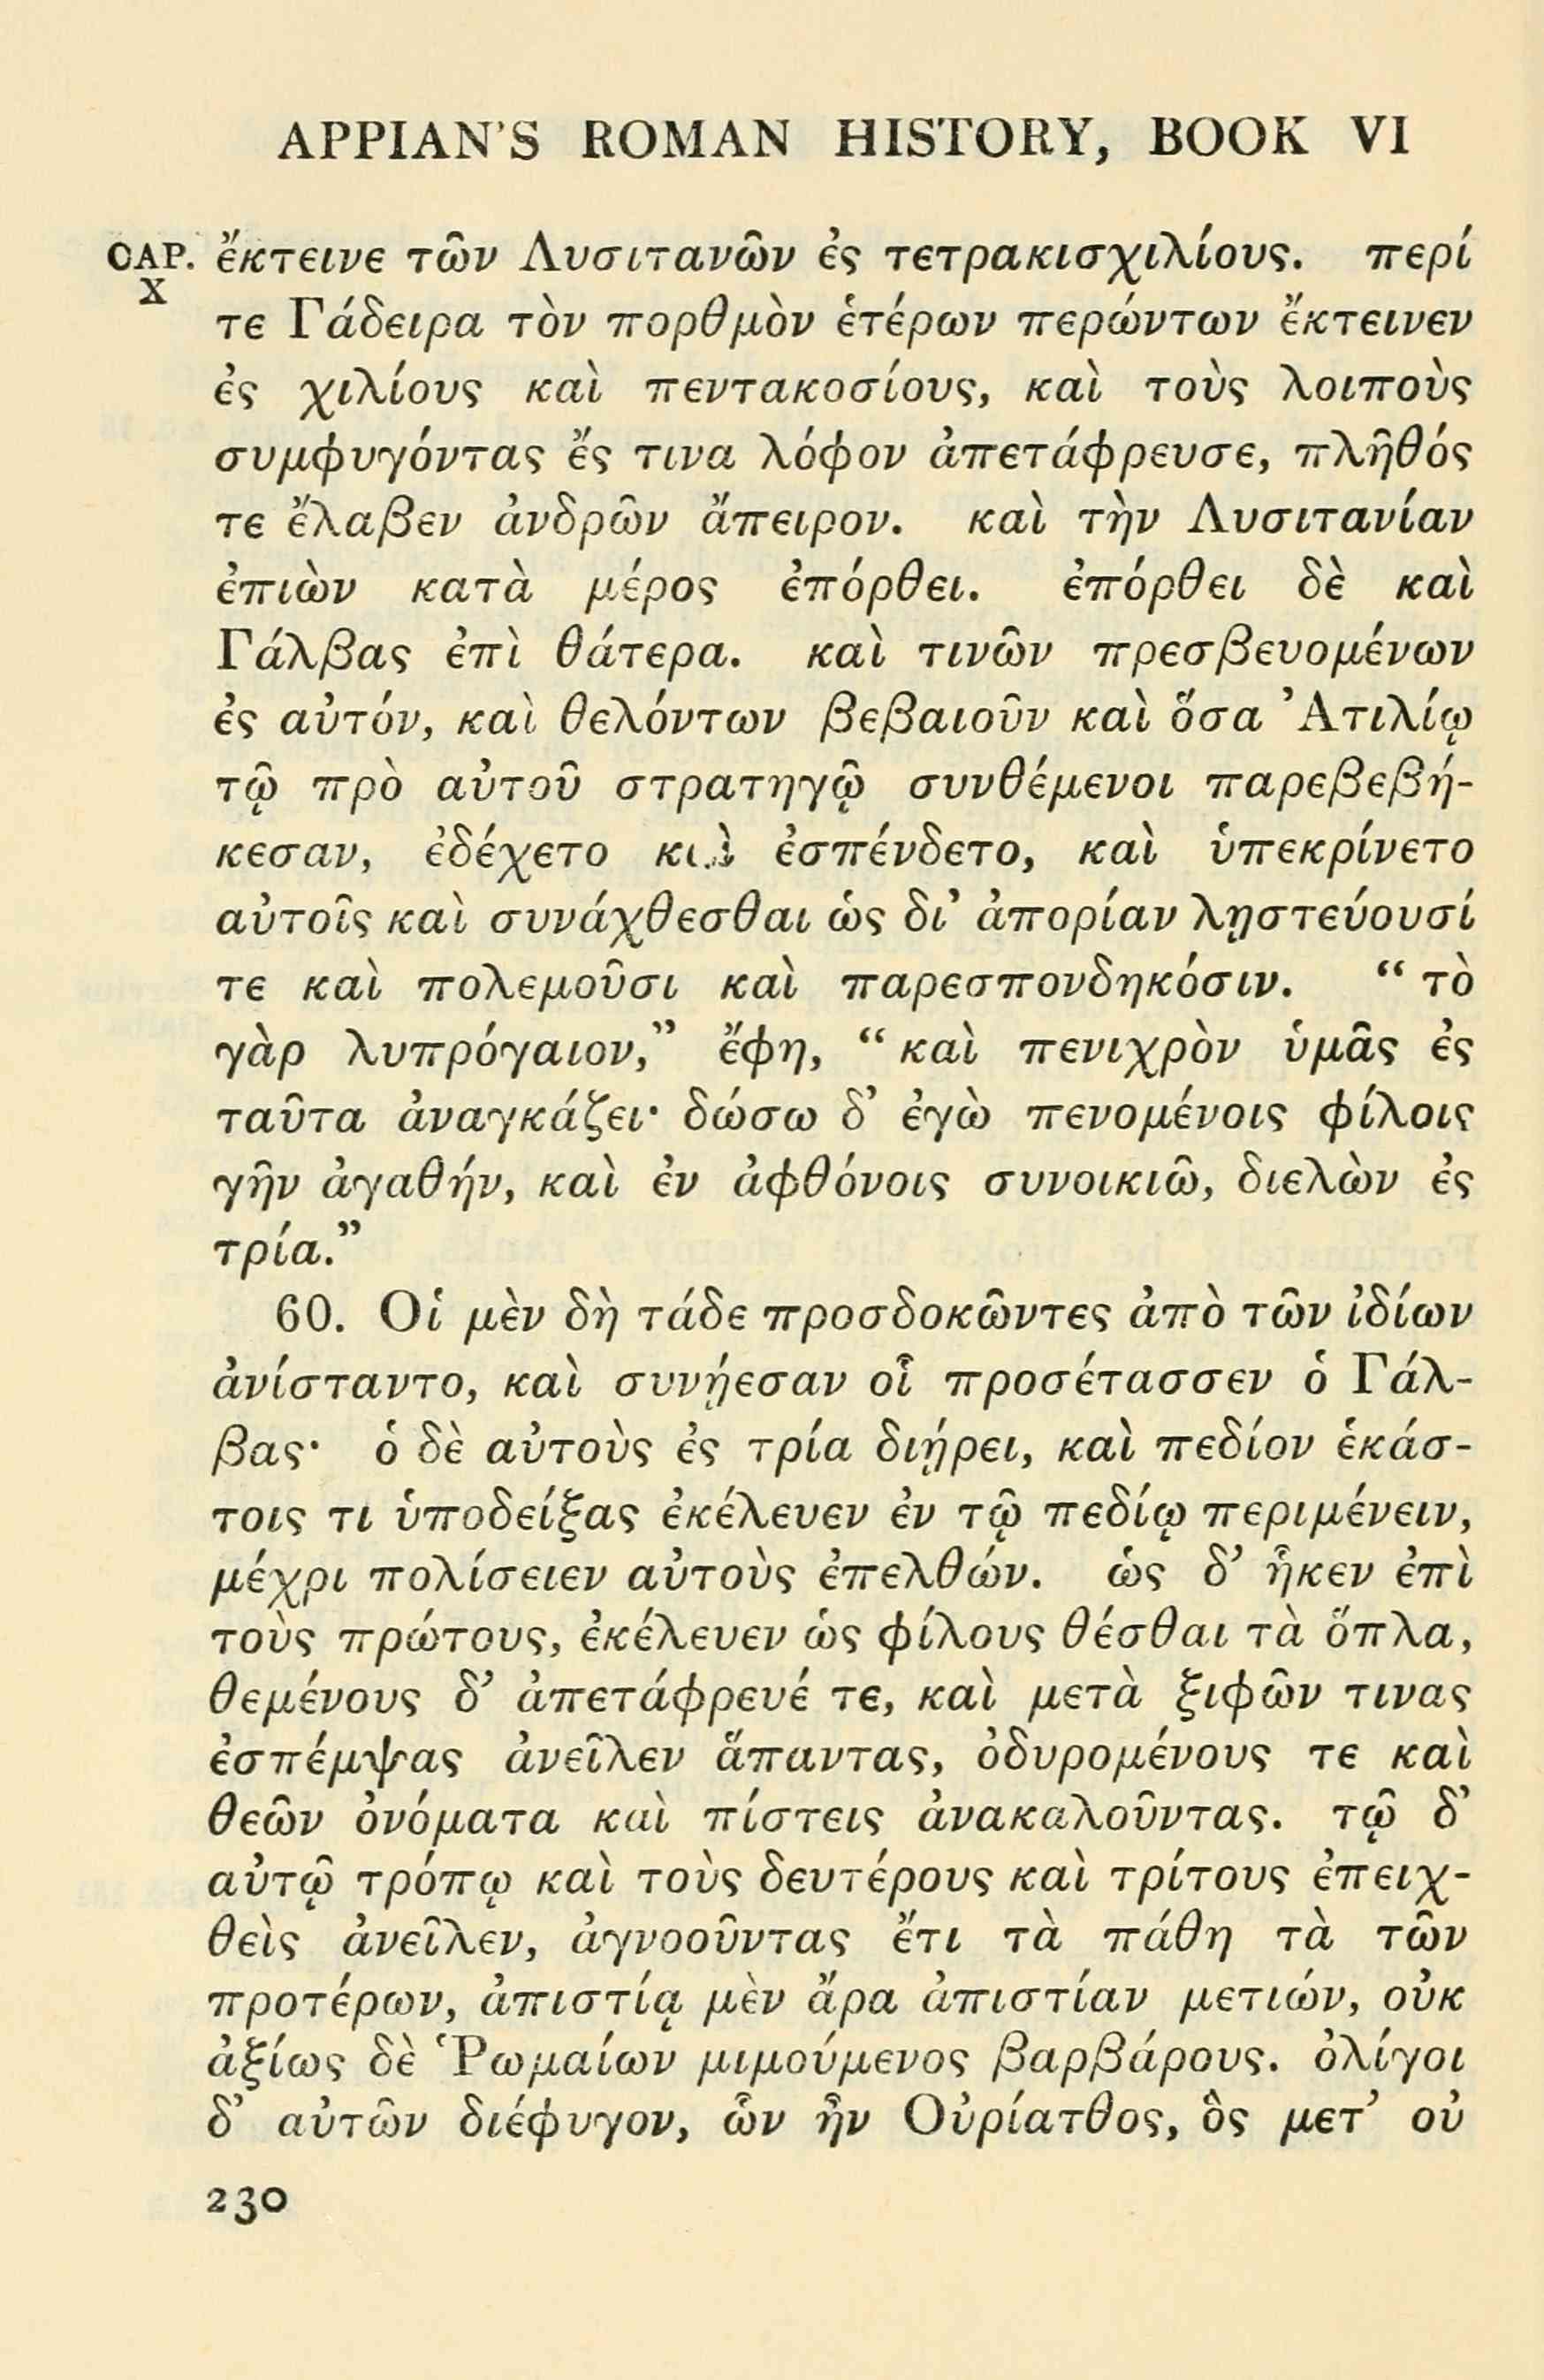 APPIAN'S ROMAN HISTORY, BOOK VI
CAP. ἔκτεινε τῶν Λυσιτανῶν ἐς τετρακισχιλίους. περί
X
τε Γάδειρα τὸν πορθμὸν ἑτέρων περώντων ἔκτεινεν
ἐς χιλίους καὶ πεντακοσίους, καὶ τοὺς λοιποὺς
συμφυγόντας ἔς τινα λόφον ἀπετάφρευσε, πλῆθός
τε ἔλαβεν ἀνδρῶν ἄπειρον. καὶ τὴν Λυσιτανίαν
ἐπιὼν κατὰ μέρος ἐπόρθει. ἐπόρθει δὲ καὶ
Γάλβας ἐπὶ θάτερα. καὶ τινῶν πρεσβευομένων
ἐς αὐτόν, καὶ θελόντων βεβαιοῦν καὶ ὅσα Ἀτιλίῳ
τῷ πρὸ αὐτοῦ στρατηγῷ συνθέμενοι παρεβεβή-
κεσαν, ἐδέχετο καὶ ἐσπένδετο, καὶ ὑπεκρίνετο
αὐτοῖς καὶ συνάχθεσθαι ὡς δι’ ἀπορίαν λῃστεύουσί
τε καὶ πολεμοῦσι καὶ παρεσπονδηκόσιν. “τὸ
γὰρ λυπρόγαιον,” ἔφη, “καὶ πενιχρὸν ὑμᾶς ἐς
ταῦτα ἀναγκάζει· δώσω δ’ ἐγὼ πενομένοις φίλοις
γῆν ἀγαθήν, καὶ ἐν ἀφθόνοις συνοικιῶ, διελὼν ἐς
τρία.”
60. Οἱ μὲν δὴ τάδε προσδοκῶντες ἀπὸ τῶν ἰδίων
ἀνίσταντο, καὶ συνῄεσαν οἷ προσέτασσεν ὁ Γάλ-
βας· ὁ δὲ αὐτοὺς ἐς τρία διῄρει, καὶ πεδίον ἑκάσ-
τοις τι ὑποδείξας ἐκέλευεν ἐν τῷ πεδίῳ περιμένειν,
μέχρι πολίσειεν αὐτοὺς ἐπελθών. ὡς δ’ ἧκεν ἐπὶ
τοὺς πρώτους, ἐκέλευεν ὡς φίλους θέσθαι τὰ ὅπλα,
θεμένους δ’ ἀπετάφρευέ τε, καὶ μετὰ ξιφῶν τινας
ἐσπέμψας ἀνεῖλεν ἅπαντας, ὀδυρομένους τε καὶ
θεῶν ὀνόματα καὶ πίστεις ἀνακαλοῦντας. τῷ δ’
αὐτῷ τρόπῳ καὶ τοὺς δευτέρους καὶ τρίτους ἐπειχ-
θεὶς ἀνεῖλεν, ἀγνοοῦντας ἔτι τὰ πάθη τὰ τῶν
προτέρων, ἀπιστίᾳ μὲν ἄρα ἀπιστίαν μετιών, οὐκ
ἀξίως δὲ Ῥωμαίων μιμούμενος βαρβάρους. ὀλίγοι
δ’ αὐτῶν διέφυγον, ὧν ἦν Οὐρίατθος, ὃς μετ’ οὐ
230